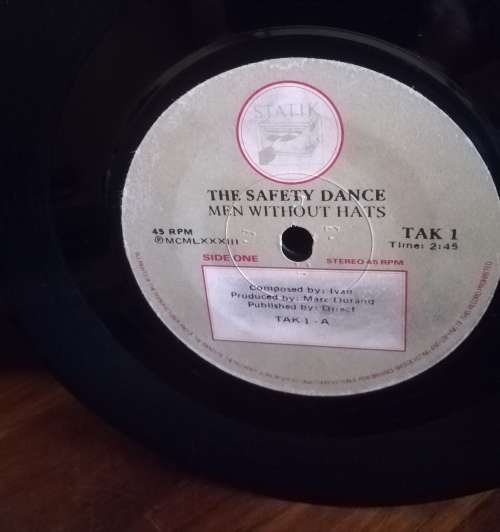 STATIK
THE SAFETY DANCE
MEN WITHOUT HATS
45 RPM
℗MCMLXXXIII
TAK 1
Time: 2:45
SIDE ONE
STEREO 45 RPM
Composed by: Ivan
Produced by: Marc Durand
Published by: Direct
TAK 1 - A